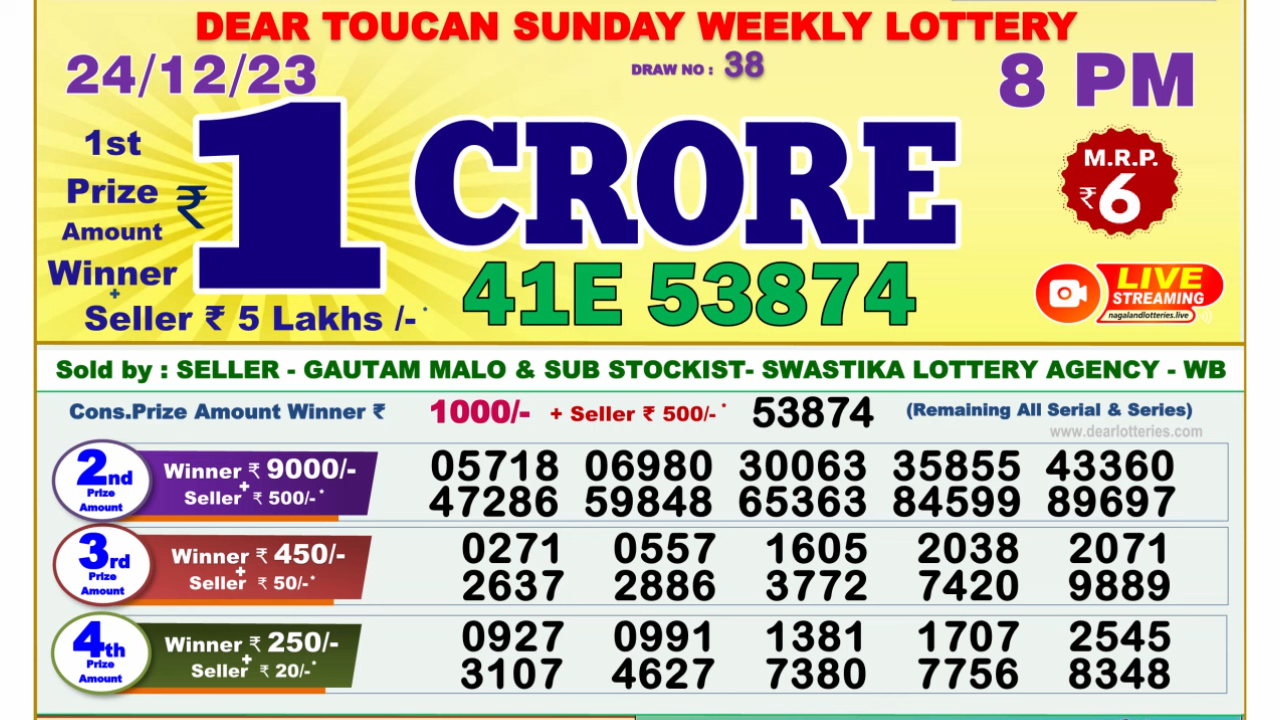 DEAR TOUCAN SUNDAY WEEKLY LOTTERY
24/12/23
DRAW NO : 38
8 PM
1st
Prize
Amount
Winner
+
Seller ₹ 5 Lakhs /-*
₹ 1 CRORE
41E 53874
M.R.P.
₹ 6
LIVE
STREAMING
nagalandlotteries.live
Sold by : SELLER - GAUTAM MALO & SUB STOCKIST- SWASTIKA LOTTERY AGENCY - WB
Cons.Prize Amount Winner ₹ 1000/- + Seller ₹ 500/-* 53874 (Remaining All Serial & Series)
www.dearlotteries.com
2nd
Prize
Amount
Winner ₹ 9000/-
+
Seller ₹ 500/-*
05718 06980 30063 35855 43360
47286 59848 65363 84599 89697
3rd
Prize
Amount
Winner ₹ 450/-
+
Seller ₹ 50/-*
0271 0557 1605 2038 2071
2637 2886 3772 7420 9889
4th
Prize
Amount
Winner ₹ 250/-
+
Seller ₹ 20/-*
0927 0991 1381 1707 2545
3107 4627 7380 7756 8348